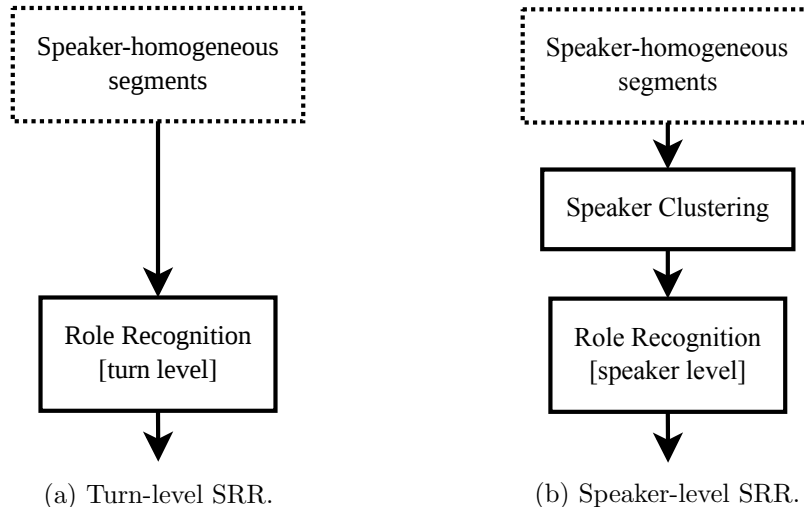 Speaker-homogeneous
segments
Role Recognition
[turn level]
(a) Turn-level SRR.
Speaker-homogeneous
segments
Speaker Clustering
Role Recognition
[speaker level]
(b) Speaker-level SRR.